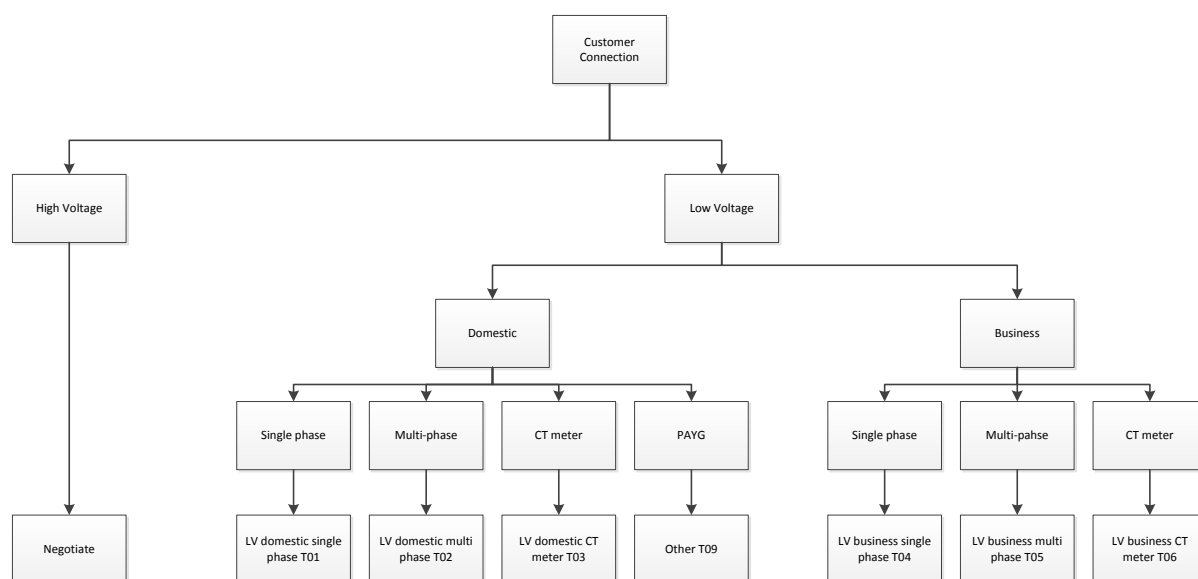 Customer
Connection
High Voltage
Low Voltage
Domestic
Business
Single phase
Multi-phase
CT meter
PAYG
Single phase
Multi-pahse
CT meter
Negotiate
LV domestic single
phase T01
LV domestic multi
phase T02
LV domestic CT
meter T03
Other T09
LV business single
phase T04
LV business multi
phase T05
LV business CT
meter T06